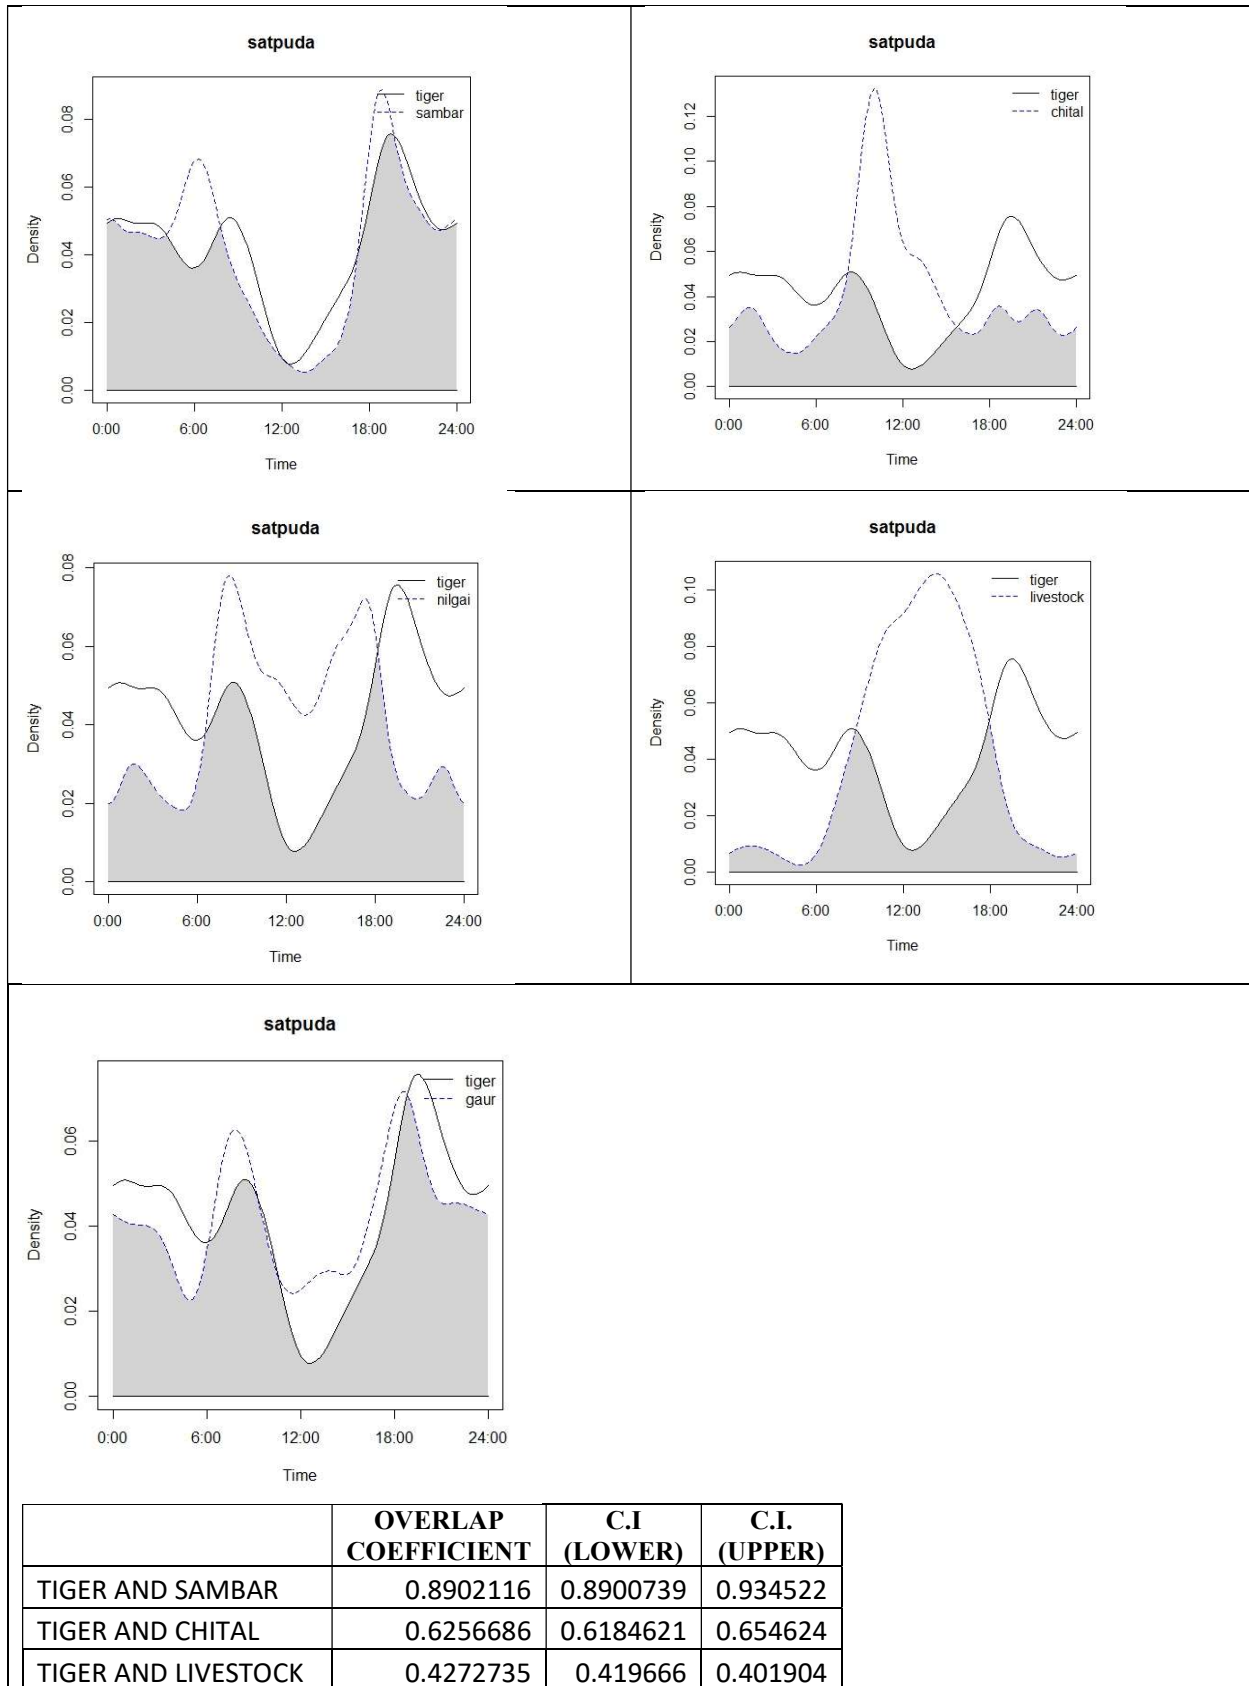 satpuda
tiger
sambar
Density
0.00 0.02 0.04 0.06 0.08
0:00 6:00 12:00 18:00 24:00
Time
satpuda
tiger
chital
Density
0.00 0.02 0.04 0.06 0.08 0.10 0.12
0:00 6:00 12:00 18:00 24:00
Time
satpuda
tiger
nilgai
Density
0.00 0.02 0.04 0.06 0.08
0:00 6:00 12:00 18:00 24:00
Time
satpuda
tiger
livestock
Density
0.00 0.02 0.04 0.06 0.08 0.10
0:00 6:00 12:00 18:00 24:00
Time
satpuda
tiger
gaur
Density
0.00 0.02 0.04 0.06
0:00 6:00 12:00 18:00 24:00
Time
OVERLAP COEFFICIENT C.I (LOWER) C.I. (UPPER)
TIGER AND SAMBAR 0.8902116 0.8900739 0.934522
TIGER AND CHITAL 0.6256686 0.6184621 0.654624
TIGER AND LIVESTOCK 0.4272735 0.419666 0.401904